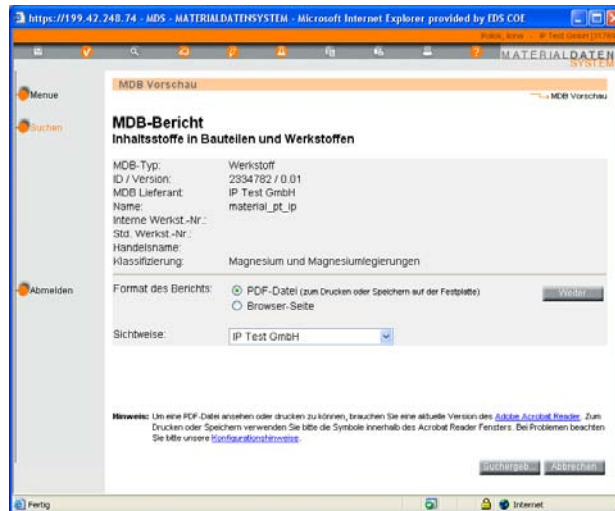 https://199.42.248.74 - MDS - MATERIALDATENSYSTEM - Microsoft Internet Explorer provided by EDS COE
IP Test GmbH
MATERIALDATEN
SYSTEM
MDB Vorschau
MDB Vorschau
Menue
Suchen
MDB-Bericht
Inhaltsstoffe in Bauteilen und Werkstoffen
MDB-Typ: Werkstoff
ID / Version: 2334782 / 0.01
MDB Lieferant: IP Test GmbH
Name: material_pt_ip
Interne Werkst.-Nr.:
Std. Werkst.-Nr.:
Handelsname:
Klassifizierung: Magnesium und Magnesiumlegierungen
Abmelden
Format des Berichts: PDF-Datei (zum Drucken oder Speichern auf der Festplatte) Weiter...
Browser-Seite
Sichtweise: IP Test GmbH
Hinweis: Um eine PDF-Datei ansehen oder drucken zu können, brauchen Sie eine aktuelle Version des Adobe Acrobat Reader. Zum
Drucken oder Speichern verwenden Sie bitte die Symbole innerhalb des Acrobat Reader Fensters. Bei Problemen beachten
Sie bitte unsere Konfigurationshinweise.
Suchergeb... Abbrechen
Fertig Internet